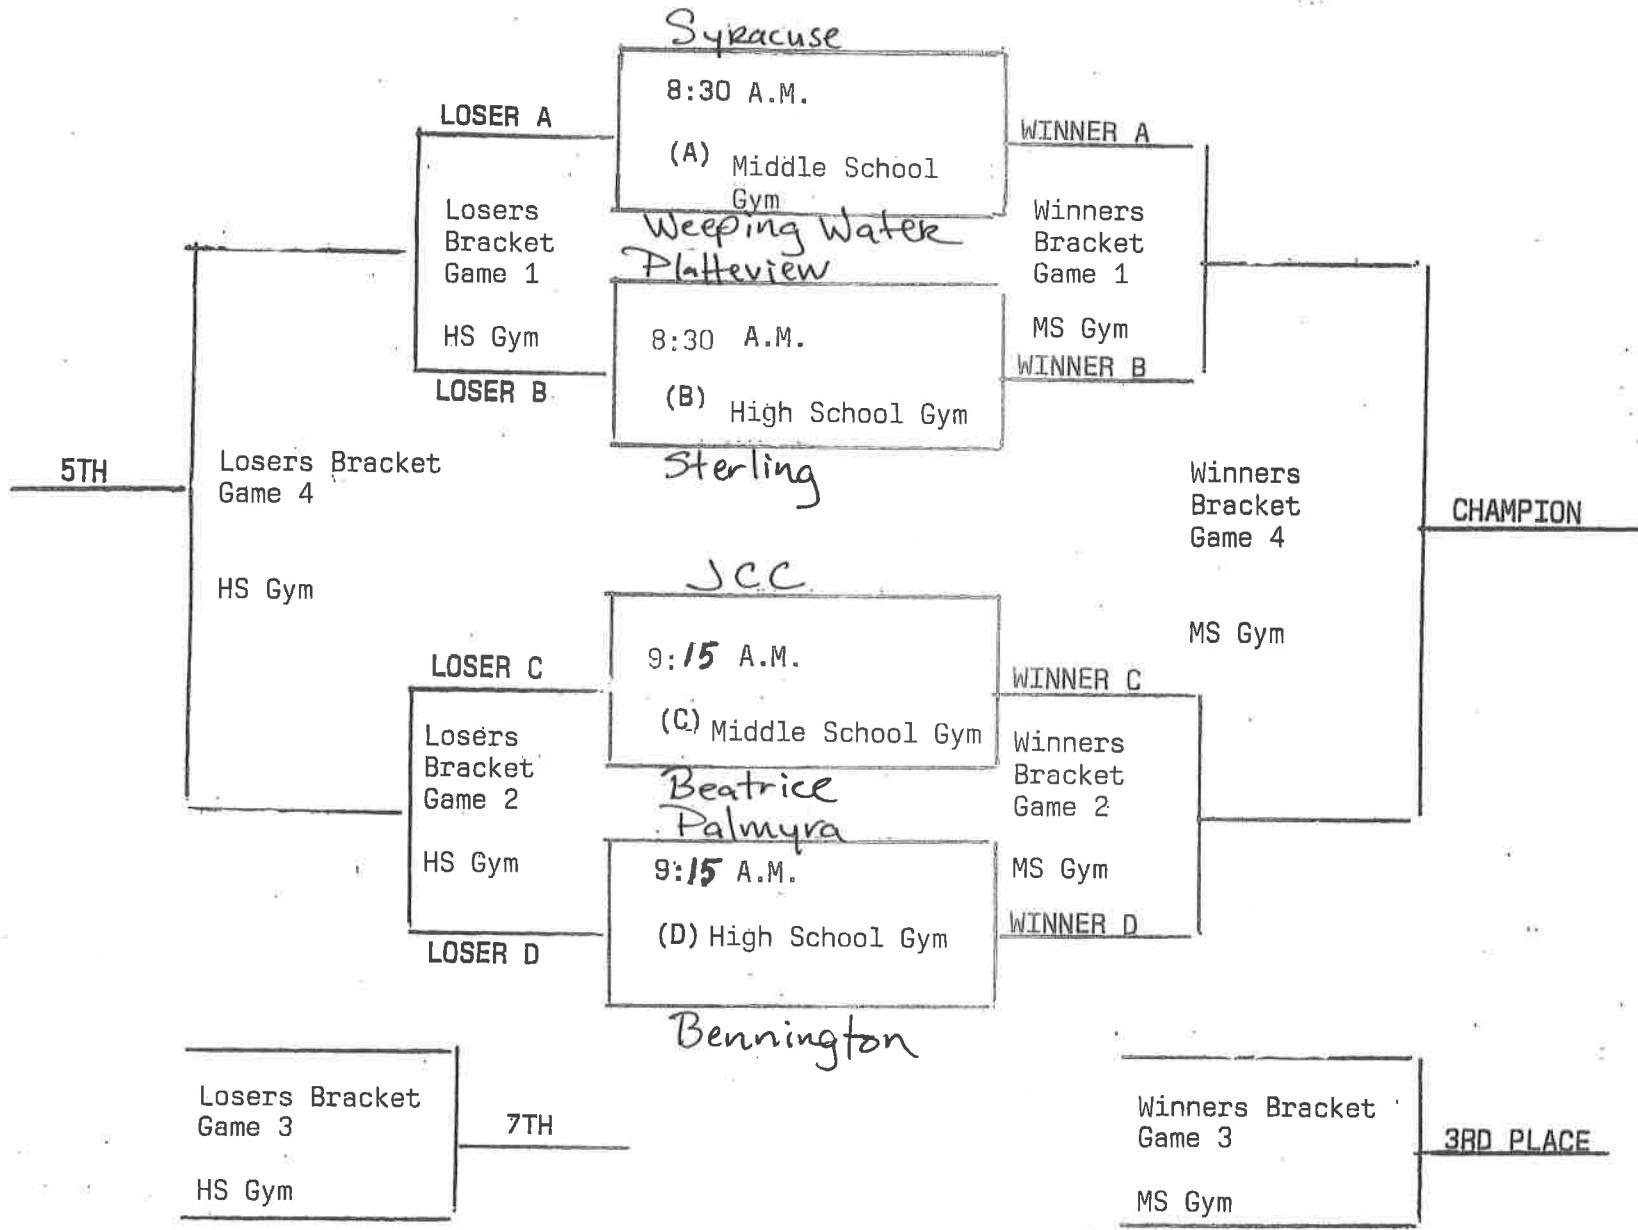 Syracuse
8:30 A.M.
LOSER A
WINNER A
(A) Middle School
Gym
Losers
Bracket
Game 1
HS Gym
Winners
Bracket
Game 1
MS Gym
Weeping Water
Platteview
8:30 A.M.
(B) High School Gym
LOSER B
WINNER B
Sterling
5TH
Losers Bracket
Game 4
HS Gym
Winners
Bracket
Game 4
MS Gym
CHAMPION
JCC
9:15 A.M.
LOSER C
WINNER C
(C) Middle School Gym
Losers
Bracket
Game 2
HS Gym
Winners
Bracket
Game 2
MS Gym
Beatrice
Palmyra
9:15 A.M.
(D) High School Gym
LOSER D
WINNER D
Bennington
Losers Bracket
Game 3
HS Gym
7TH
Winners Bracket
Game 3
MS Gym
3RD PLACE